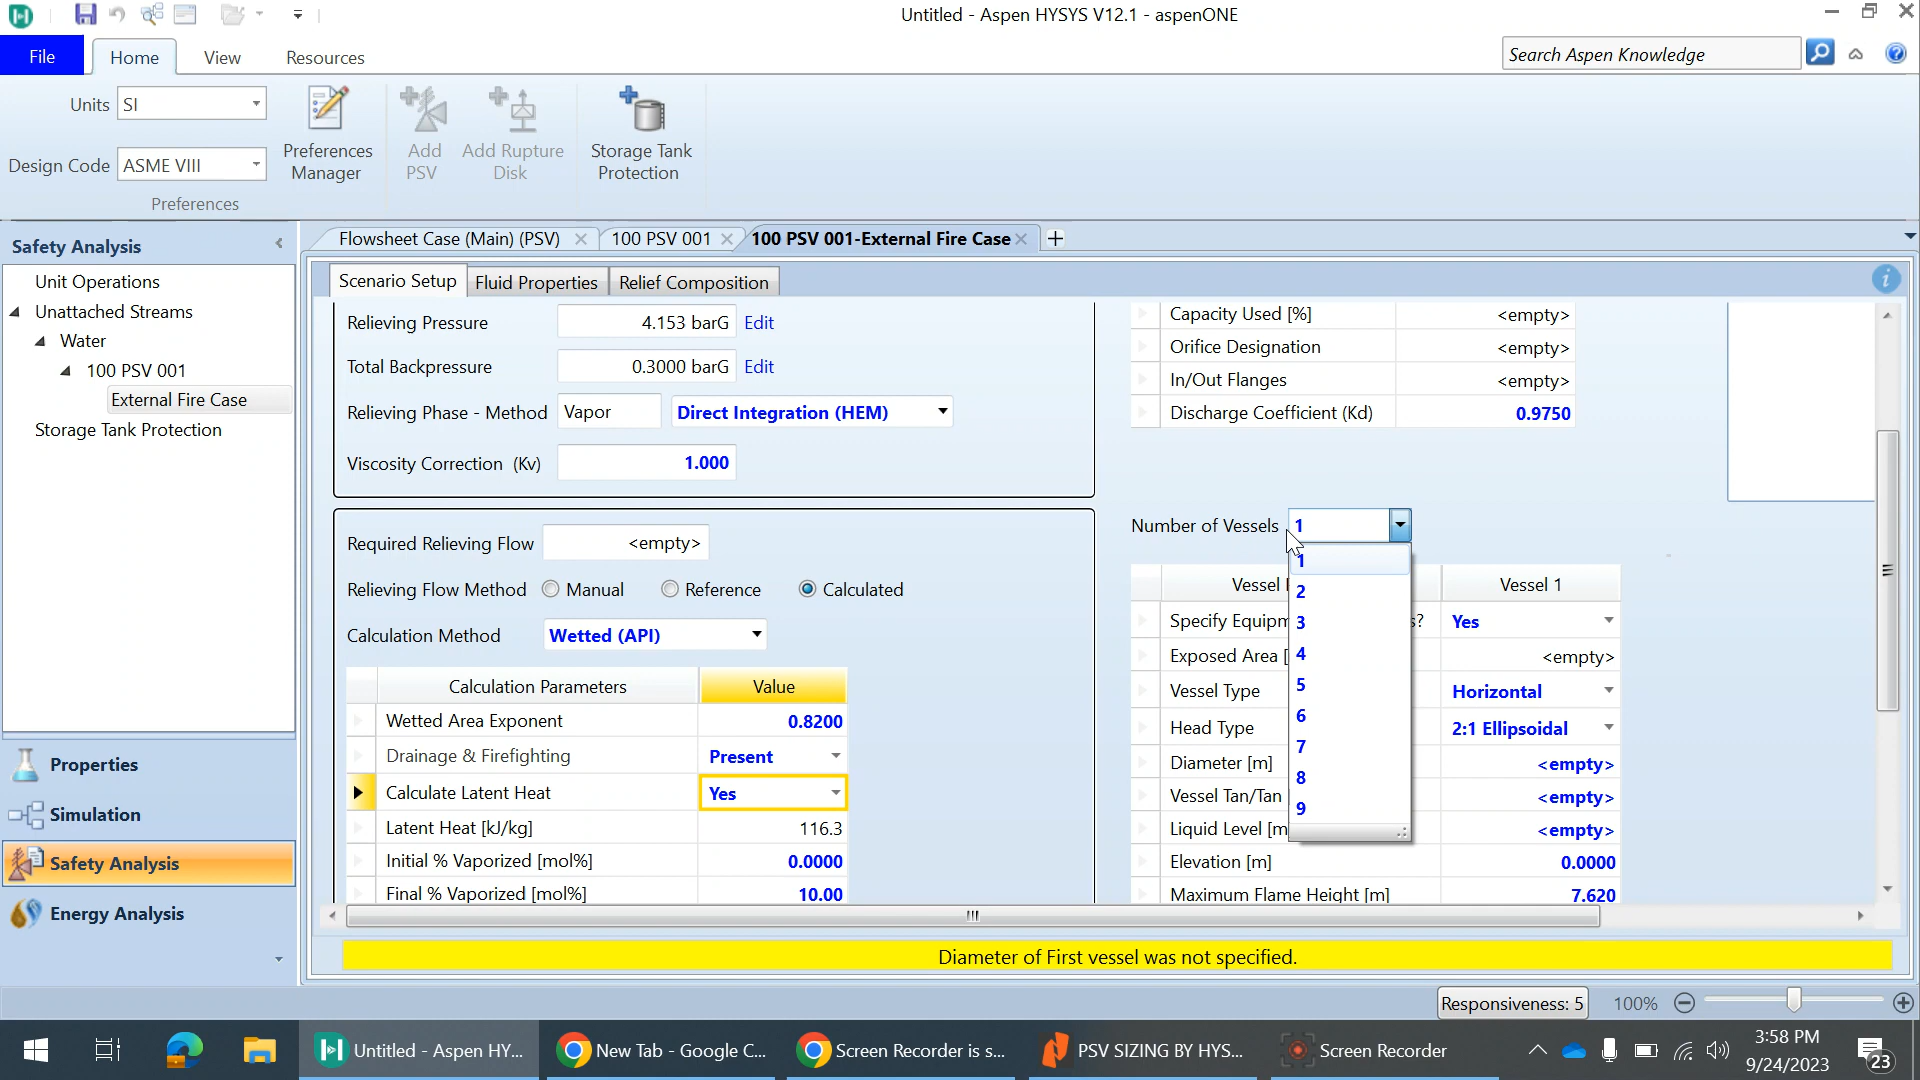 Untitled - Aspen HYSYS V12.1 - aspenONE
File
Home
View
Resources
Search Aspen Knowledge
Units
SI
Design Code
ASME VIII
Preferences
Manager
Preferences
Add
PSV
Add Rupture
Disk
Storage Tank
Protection
Safety Analysis
Unit Operations
Unattached Streams
Water
100 PSV 001
External Fire Case
Storage Tank Protection
Properties
Simulation
Safety Analysis
Energy Analysis
Flowsheet Case (Main) (PSV)
100 PSV 001
100 PSV 001-External Fire Case
Scenario Setup
Fluid Properties
Relief Composition
Relieving Pressure
4.153 barG
Edit
Total Backpressure
0.3000 barG
Edit
Relieving Phase - Method
Vapor
Direct Integration (HEM)
Viscosity Correction (Kv)
1.000
Required Relieving Flow
<empty>
Relieving Flow Method
Manual
Reference
Calculated
Calculation Method
Wetted (API)
Calculation Parameters
Value
Wetted Area Exponent
0.8200
Drainage & Firefighting
Present
Calculate Latent Heat
Yes
Latent Heat [kJ/kg]
116.3
Initial % Vaporized [mol%]
0.0000
Final % Vaporized [mol%]
10.00
Capacity Used [%]
<empty>
Orifice Designation
<empty>
In/Out Flanges
<empty>
Discharge Coefficient (Kd)
0.9750
Number of Vessels
1
1
2
3
4
5
6
7
8
9
Vessel
Vessel 1
Specify Equipm
s?
Yes
Exposed Area [
<empty>
Vessel Type
Horizontal
Head Type
2:1 Ellipsoidal
Diameter [m]
<empty>
Vessel Tan/Tan
<empty>
Liquid Level [m
<empty>
Elevation [m]
0.0000
Maximum Flame Height [m]
7.620
Diameter of First vessel was not specified.
Responsiveness: 5
100%
Untitled - Aspen HY...
New Tab - Google C...
Screen Recorder is s...
PSV SIZING BY HYS...
Screen Recorder
3:58 PM
9/24/2023
23